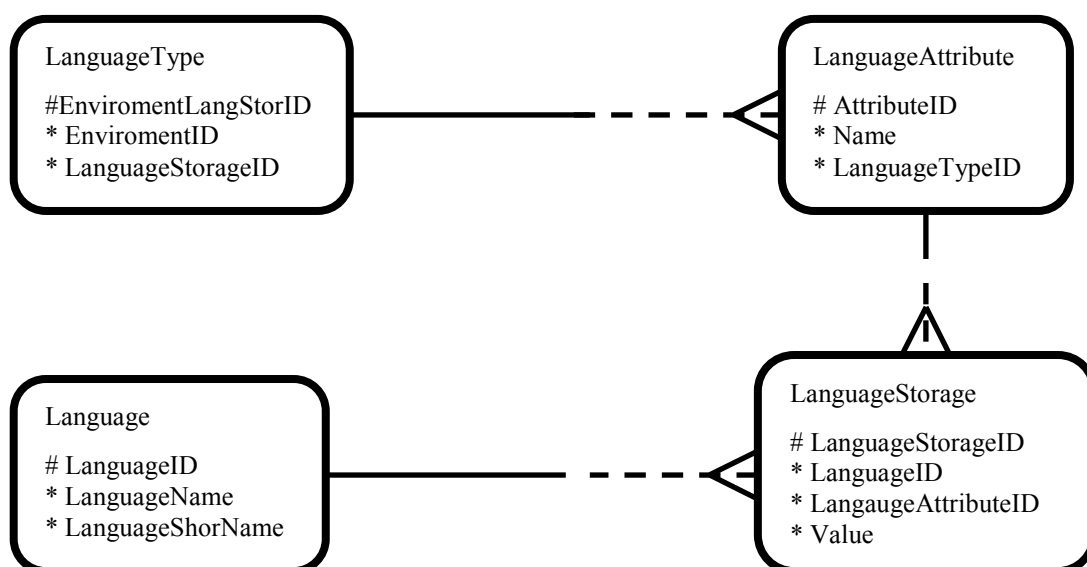 LanguageType
#EnviromentLangStorID
* EnviromentID
* LanguageStorageID
LanguageAttribute
# AttributeID
* Name
* LanguageTypeID
Language
# LanguageID
* LanguageName
* LanguageShorName
LanguageStorage
# LanguageStorageID
* LanguageID
* LangaugeAttributeID
* Value